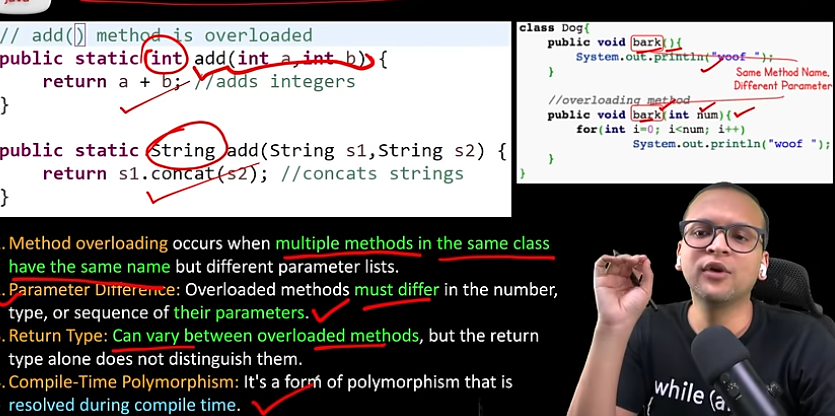 java
// add() method is overloaded
public static int add(int a,int b) {
return a + b; //adds integers
}
public static String add(String s1,String s2) {
return s1.concat(s2); //concats strings
}
class Dog{
public void bark(){
System.out.println("woof ");
}
Same Method Name,
Different Parameter
//overloading method
public void bark(int num){
for(int i=0; i<num; i++)
System.out.println("woof ");
}
}
. Method overloading occurs when multiple methods in the same class
have the same name but different parameter lists.
Parameter Difference: Overloaded methods must differ in the number,
type, or sequence of their parameters.
. Return Type: Can vary between overloaded methods, but the return
type alone does not distinguish them.
. Compile-Time Polymorphism: It's a form of polymorphism that is
resolved during compile time.
while (a